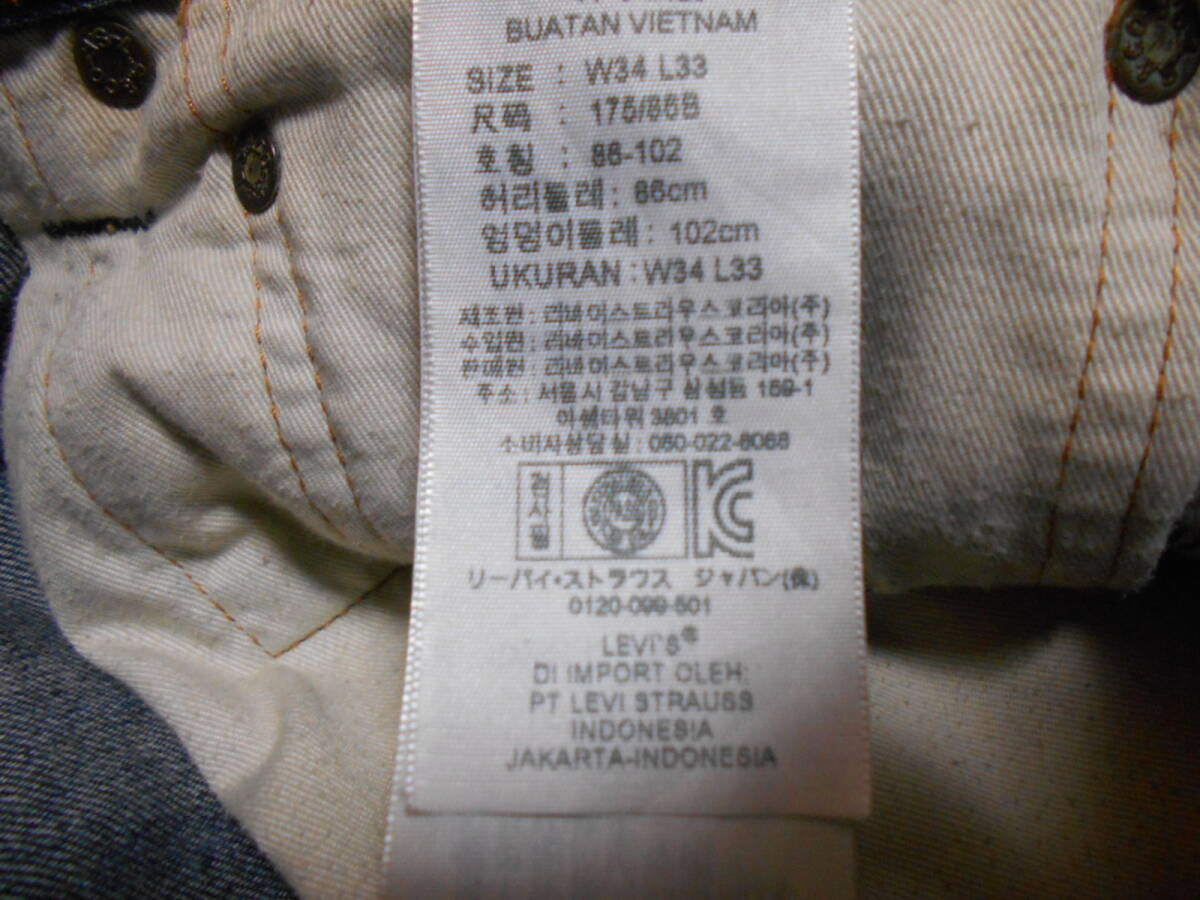 BUATAN VIETNAM
SIZE : W34 L33
尺码 : 175/86B
호칭 : 86-102
허리둘레 : 86cm
엉덩이둘레 : 102cm
UKURAN : W34 L33
제조원 : 리바이스트라우스코리아(주)
수입원 : 리바이스트라우스코리아(주)
판매원 : 리바이스트라우스코리아(주)
주소 : 서울시 강남구 삼성동 159-1
아쉠타워 3801 호
소비자상담실 : 080-022-8068
검사필
リーバイ・ストラウス ジャパン(株)
0120-099-501
LEVI'S®
DI IMPORT OLEH:
PT LEVI STRAUSS
INDONESIA
JAKARTA-INDONESIA